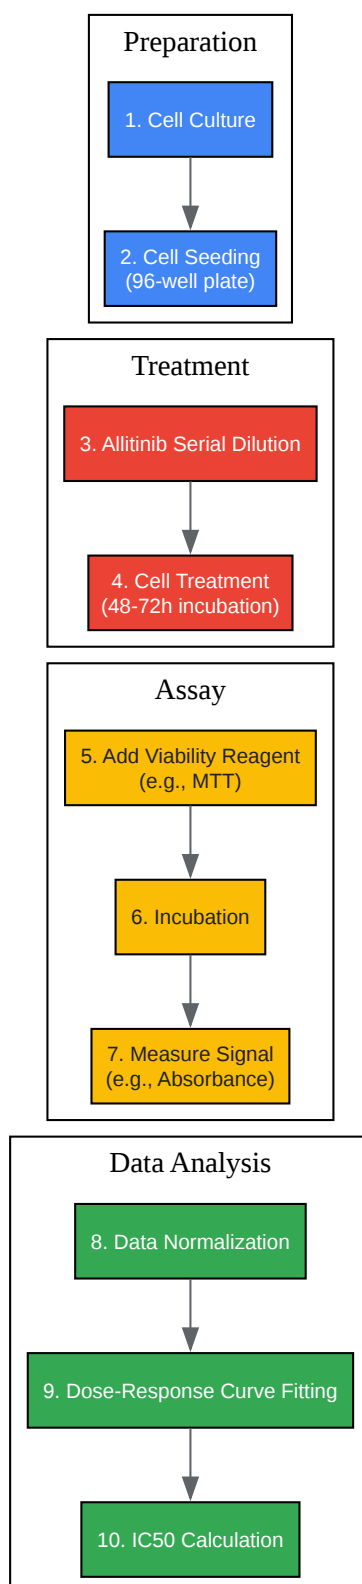 Preparation
1. Cell Culture
2. Cell Seeding
(96-well plate)
Treatment
3. Allitinib Serial Dilution
4. Cell Treatment
(48-72h incubation)
Assay
5. Add Viability Reagent
(e.g., MTT)
6. Incubation
7. Measure Signal
(e.g., Absorbance)
Data Analysis
8. Data Normalization
9. Dose-Response Curve Fitting
10. IC50 Calculation